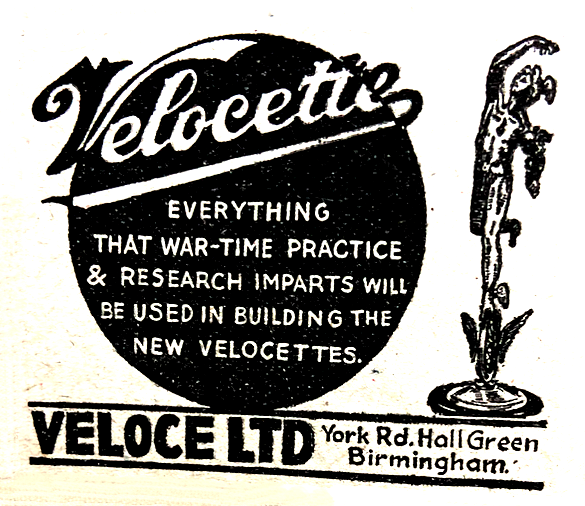 Velocette
EVERYTHING
THAT WAR-TIME PRACTICE
& RESEARCH IMPARTS WILL
BE USED IN BUILDING THE
NEW VELOCETTES.
VELOCE LTD York Rd. Hall Green
Birmingham.